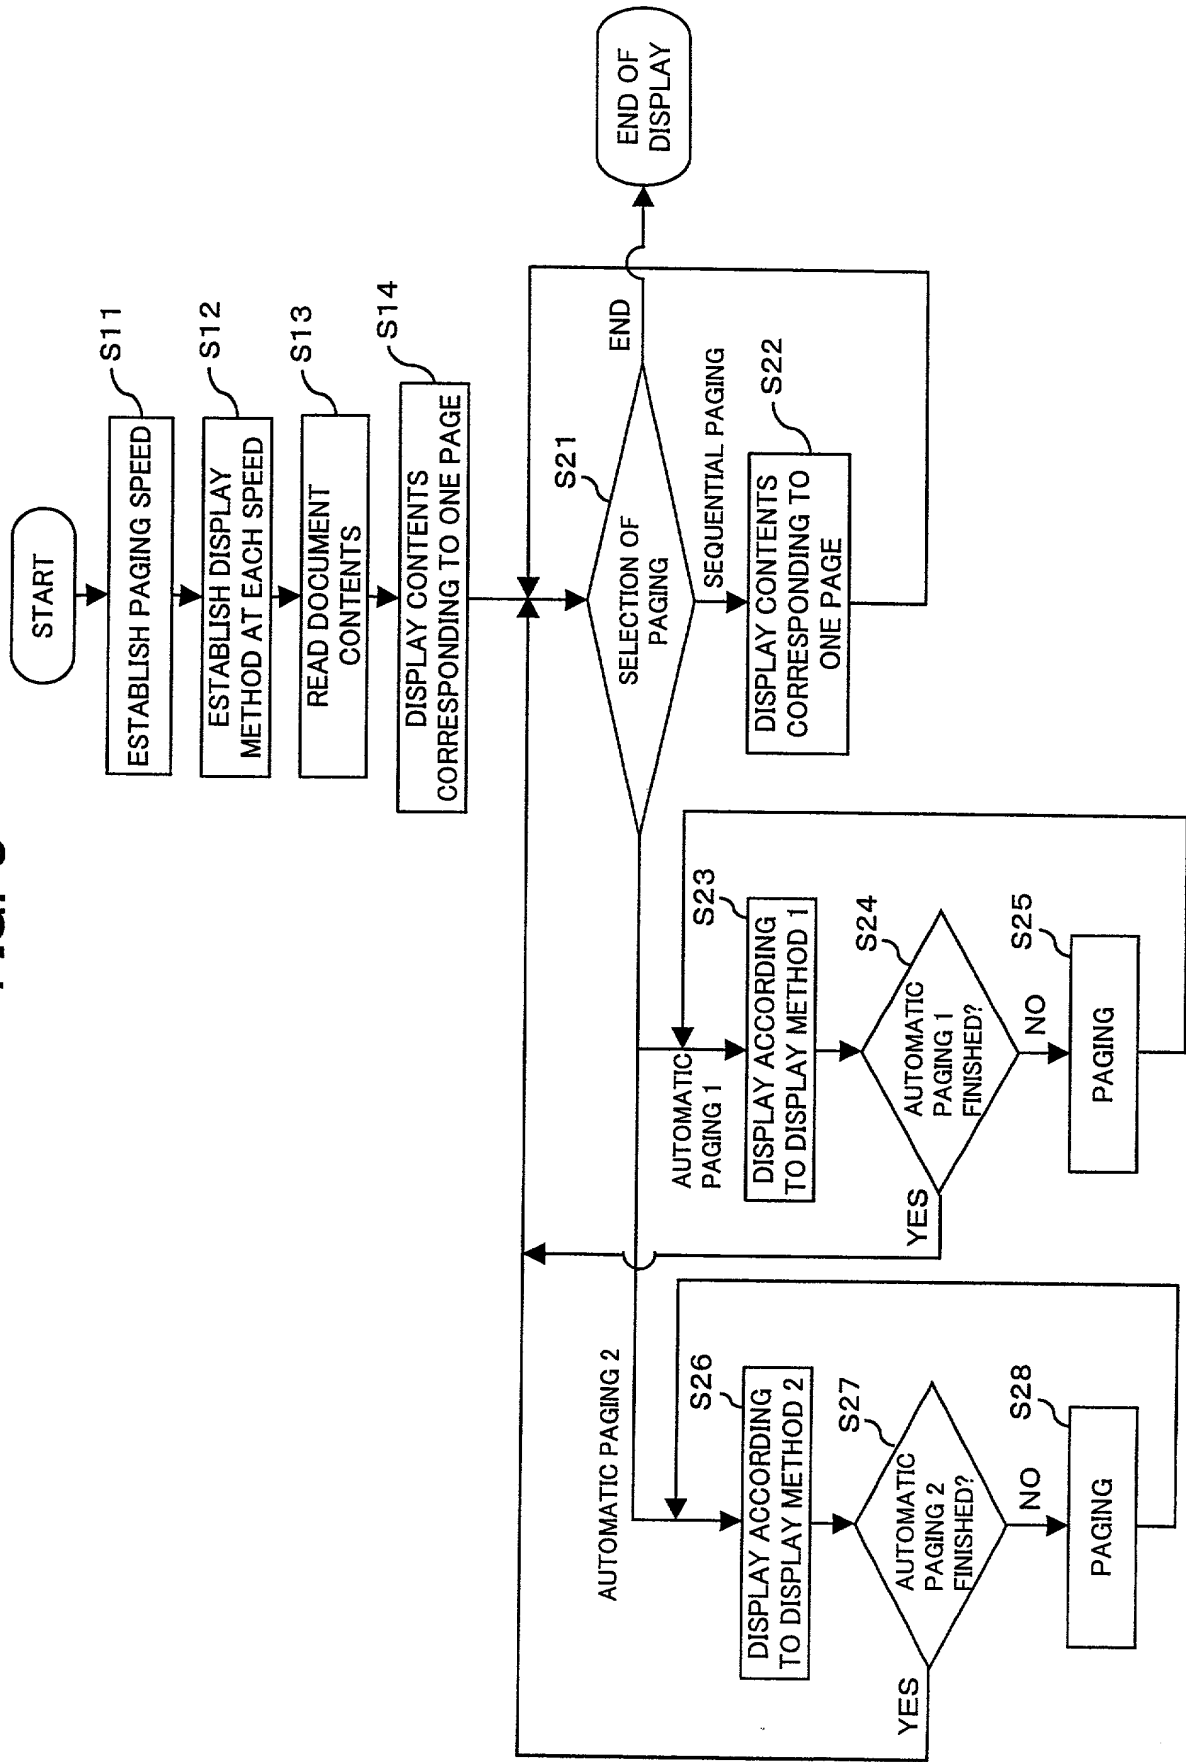 START
ESTABLISH PAGING SPEED
S11
ESTABLISH DISPLAY
METHOD AT EACH SPEED
S12
READ DOCUMENT
CONTENTS
S13
DISPLAY CONTENTS
CORRESPONDING TO ONE PAGE
S14
SELECTION OF
PAGING
S21
END
END OF
DISPLAY
SEQUENTIAL PAGING
DISPLAY CONTENTS
CORRESPONDING TO
ONE PAGE
S22
AUTOMATIC
PAGING 1
DISPLAY ACCORDING
TO DISPLAY METHOD 1
S23
AUTOMATIC
PAGING 1
FINISHED?
S24
YES
NO
PAGING
S25
AUTOMATIC PAGING 2
DISPLAY ACCORDING
TO DISPLAY METHOD 2
S26
AUTOMATIC
PAGING 2
FINISHED?
S27
YES
NO
PAGING
S28